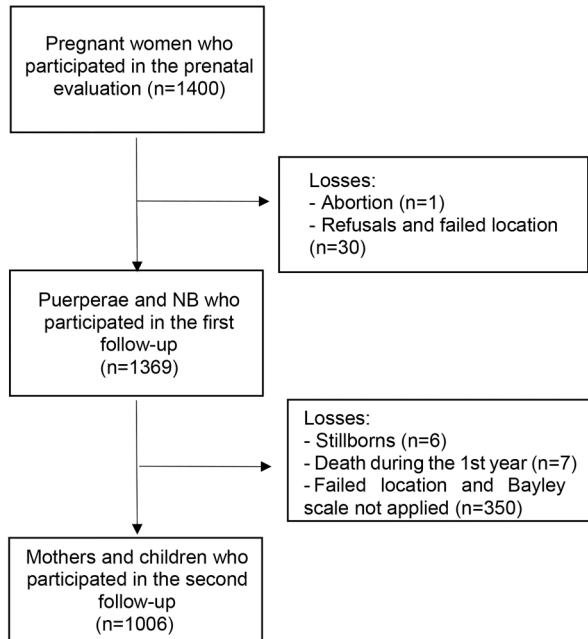 Pregnant women who
participated in the prenatal
evaluation (n=1400)
Losses:
- Abortion (n=1)
- Refusals and failed location
(n=30)
Puerperae and NB who
participated in the first
follow-up
(n=1369)
Losses:
- Stillborns (n=6)
- Death during the 1st year (n=7)
- Failed location and Bayley
scale not applied (n=350)
Mothers and children who
participated in the second
follow-up
(n=1006)